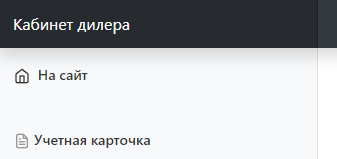 Кабинет дилера
На сайт
Учетная карточка